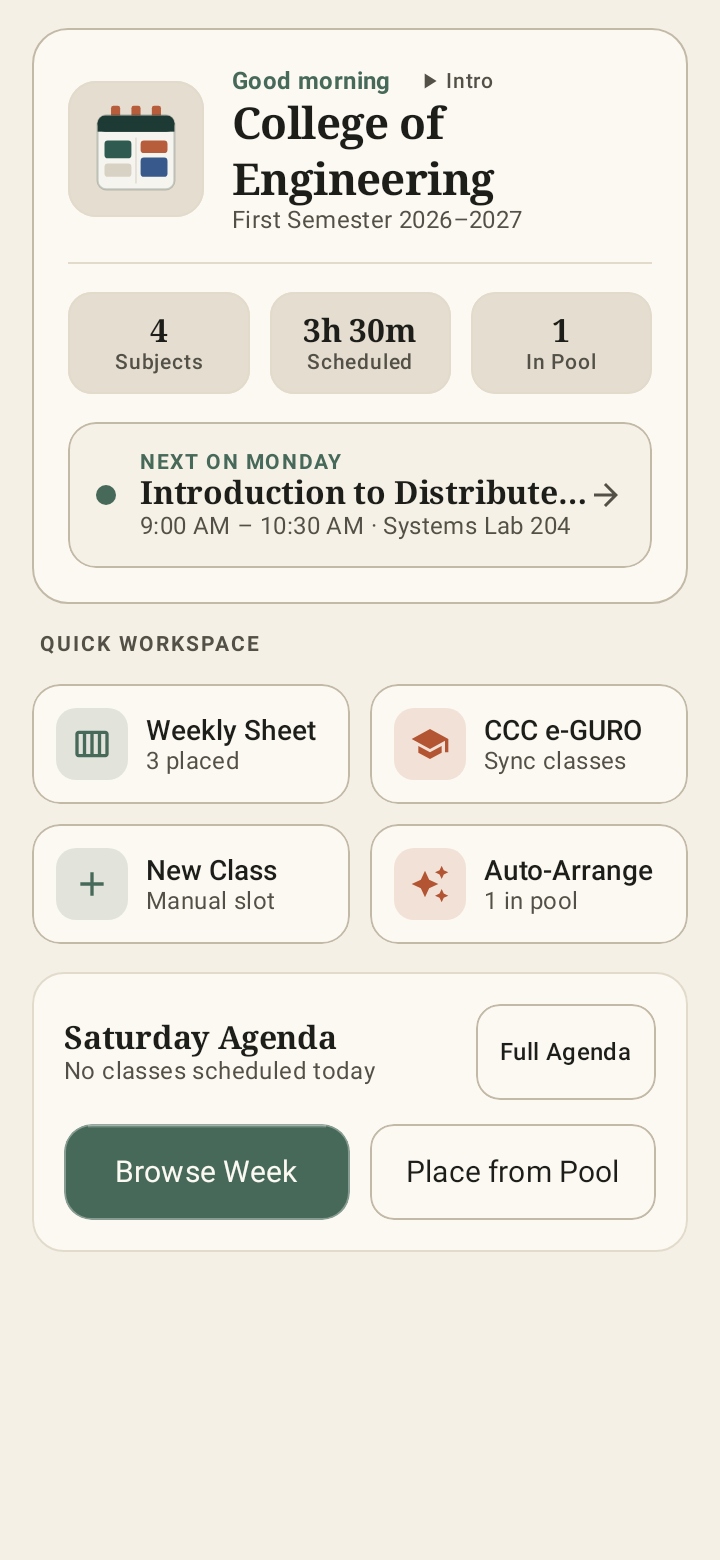 Good morning
Intro
College of
Engineering
First Semester 2026–2027
4
Subjects
3h 30m
Scheduled
1
In Pool
NEXT ON MONDAY
Introduction to Distribute...
9:00 AM – 10:30 AM · Systems Lab 204
QUICK WORKSPACE
Weekly Sheet
3 placed
CCC e-GURO
Sync classes
New Class
Manual slot
Auto-Arrange
1 in pool
Saturday Agenda
No classes scheduled today
Full Agenda
Browse Week
Place from Pool